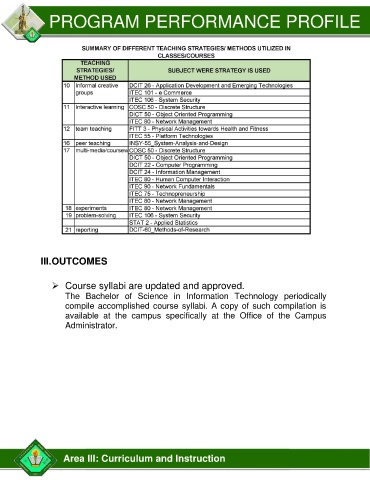 PROGRAM PERFORMANCE PROFILE
SUMMARY OF DIFFERENT TEACHING STRATEGIES/ METHODS UTILIZED IN
CLASSES/COURSES
TEACHING
STRATEGIES/
METHOD USED
SUBJECT WERE STRATEGY IS USED
10 Informal creative DCIT 26 - Application Development and Emerging Technologies
groups ITEC 101 - e Commerce
ITEC 106 - System Security
11 Interactive learning COSC 50 - Discrete Structure
DICT 50 - Object Oriented Programming
ITEC 80 - Network Management
12 team teaching FITT 3 - Physical Activities towards Health and Fitness
ITEC 55 - Platform Technologies
16 peer teaching INSY-55_System-Analysis-and-Design
17 multi-media/courseware COSC 50 - Discrete Structure
DICT 50 - Object Oriented Programming
DCIT 22 - Computer Programming
DCIT 24 - Information Management
ITEC 80 - Human Computer Interaction
ITEC 90 - Network Fundamentals
ITEC 75 - Technopreneurship
ITEC 80 - Network Management
18 experiments ITEC 80 - Network Management
19 problem-solving ITEC 106 - System Security
STAT 2 - Applied Statistics
21 reporting DCIT-60_Methods-of-Research
III.OUTCOMES
➢ Course syllabi are updated and approved.
The Bachelor of Science in Information Technology periodically
compile accomplished course syllabi. A copy of such compilation is
available at the campus specifically at the Office of the Campus
Administrator.
Area III: Curriculum and Instruction